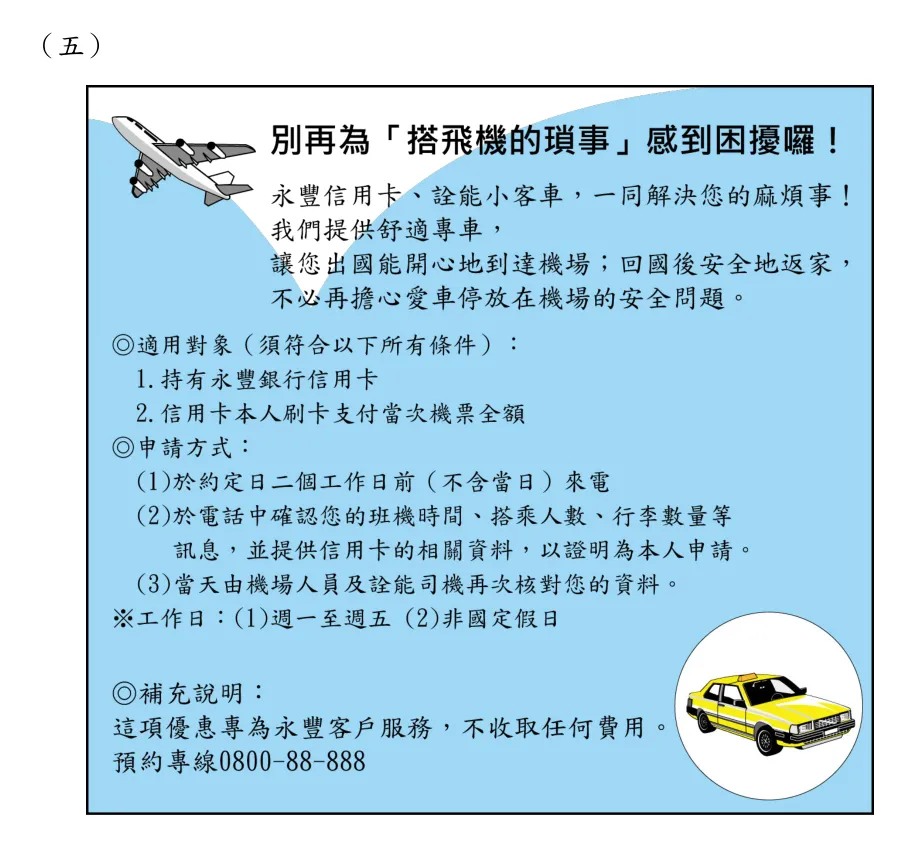 （五）
別再為「搭飛機的瑣事」感到困擾囉！
永豐信用卡、詮能小客車，一同解決您的麻煩事！
我們提供舒適專車，
讓您出國能開心地到達機場；回國後安全地返家，
不必再擔心愛車停放在機場的安全問題。
◎適用對象（須符合以下所有條件）：
1.持有永豐銀行信用卡
2.信用卡本人刷卡支付當次機票全額
◎申請方式：
(1)於約定日二個工作日前（不含當日）來電
(2)於電話中確認您的班機時間、搭乘人數、行李數量等
訊息，並提供信用卡的相關資料，以證明為本人申請。
(3)當天由機場人員及詮能司機再次核對您的資料。
※工作日：(1)週一至週五 (2)非國定假日
◎補充說明：
這項優惠專為永豐客戶服務，不收取任何費用。
預約專線0800-88-888